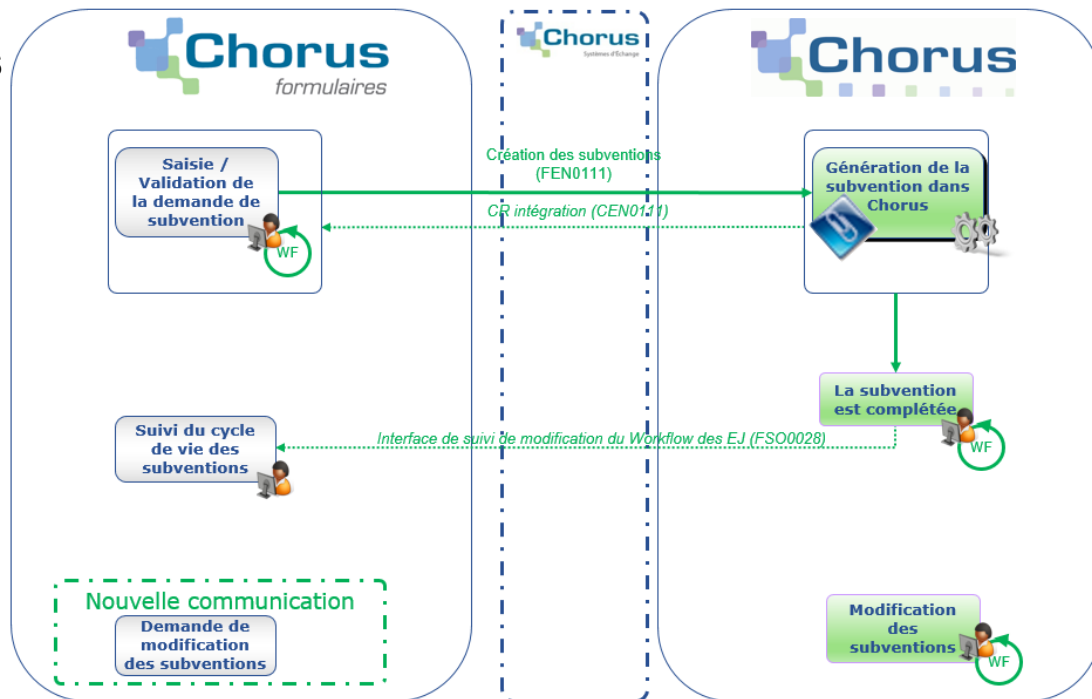 Chorus
formulaires
Chorus
Systèmes d'Échange
Chorus
s
Saisie /
Validation de
la demande de
subvention
WF
Création des subventions
(FEN0111)
CR intégration (CEN0111)
Génération de la
subvention dans
Chorus
La subvention
est complétée
WF
Suivi du cycle
de vie des
subventions
Interface de suivi de modification du Workflow des EJ (FSO0028)
Nouvelle communication
Demande de
modification
des subventions
Modification
des
subventions
WF